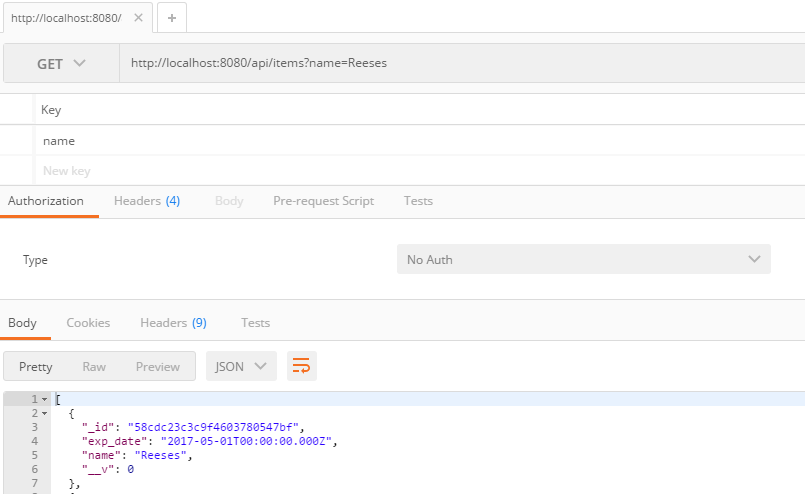 http://localhost:8080/ × +
GET http://localhost:8080/api/items?name=Reeses
Key
name
New key
Authorization Headers (4) Body Pre-request Script Tests
Type No Auth
Body Cookies Headers (9) Tests
Pretty Raw Preview JSON
1 [
2 {
3 "_id": "58cdc23c3c9f4603780547bf",
4 "exp_date": "2017-05-01T00:00:00.000Z",
5 "name": "Reeses",
6 "__v": 0
7 },